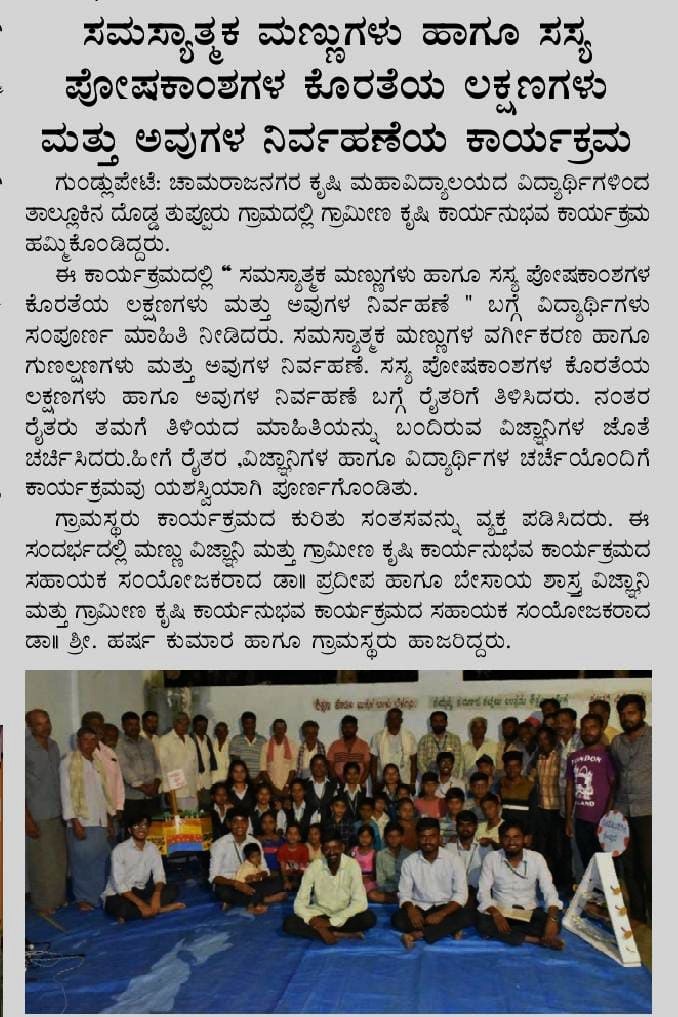 ಸಮಸ್ಯಾತ್ಮಕ ಮಣ್ಣುಗಳು ಹಾಗೂ ಸಸ್ಯ
ಪೋಷಕಾಂಶಗಳ ಕೊರತೆಯ ಲಕ್ಷಣಗಳು
ಮತ್ತು ಅವುಗಳ ನಿರ್ವಹಣೆಯ ಕಾರ್ಯಕ್ರಮ
ಗುಂಡ್ಲುಪೇಟೆ: ಚಾಮರಾಜನಗರ ಕೃಷಿ ಮಹಾವಿದ್ಯಾಲಯದ ವಿದ್ಯಾರ್ಥಿಗಳಿಂದ
ತಾಲ್ಲೂಕಿನ ದೊಡ್ಡ ತುಪ್ಪೂರು ಗ್ರಾಮದಲ್ಲಿ ಗ್ರಾಮೀಣ ಕೃಷಿ ಕಾರ್ಯನುಭವ ಕಾರ್ಯಕ್ರಮ
ಹಮ್ಮಿಕೊಂಡಿದ್ದರು.
ಈ ಕಾರ್ಯಕ್ರಮದಲ್ಲಿ “ ಸಮಸ್ಯಾತ್ಮಕ ಮಣ್ಣುಗಳು ಹಾಗೂ ಸಸ್ಯ ಪೋಷಕಾಂಶಗಳ
ಕೊರತೆಯ ಲಕ್ಷಣಗಳು ಮತ್ತು ಅವುಗಳ ನಿರ್ವಹಣೆ " ಬಗ್ಗೆ ವಿದ್ಯಾರ್ಥಿಗಳು
ಸಂಪೂರ್ಣ ಮಾಹಿತಿ ನೀಡಿದರು. ಸಮಸ್ಯಾತ್ಮಕ ಮಣ್ಣುಗಳ ವರ್ಗೀಕರಣ ಹಾಗೂ
ಗುಣಲ್ಷಣಗಳು ಮತ್ತು ಅವುಗಳ ನಿರ್ವಹಣೆ. ಸಸ್ಯ ಪೋಷಕಾಂಶಗಳ ಕೊರತೆಯ
ಲಕ್ಷಣಗಳು ಹಾಗೂ ಅವುಗಳ ನಿರ್ವಹಣೆ ಬಗ್ಗೆ ರೈತರಿಗೆ ತಿಳಿಸಿದರು. ನಂತರ
ರೈತರು ತಮಗೆ ತಿಳಿಯದ ಮಾಹಿತಿಯನ್ನು ಬಂದಿರುವ ವಿಜ್ಞಾನಿಗಳ ಜೊತೆ
ಚರ್ಚಿಸಿದರು.ಹೀಗೆ ರೈತರ ,ವಿಜ್ಞಾನಿಗಳ ಹಾಗೂ ವಿದ್ಯಾರ್ಥಿಗಳ ಚರ್ಚೆಯೊಂದಿಗೆ
ಕಾರ್ಯಕ್ರಮವು ಯಶಸ್ವಿಯಾಗಿ ಪೂರ್ಣಗೊಂಡಿತು.
ಗ್ರಾಮಸ್ಥರು ಕಾರ್ಯಕ್ರಮದ ಕುರಿತು ಸಂತಸವನ್ನು ವ್ಯಕ್ತ ಪಡಿಸಿದರು. ಈ
ಸಂದರ್ಭದಲ್ಲಿ ಮಣ್ಣು ವಿಜ್ಞಾನಿ ಮತ್ತು ಗ್ರಾಮೀಣ ಕೃಷಿ ಕಾರ್ಯನುಭವ ಕಾರ್ಯಕ್ರಮದ
ಸಹಾಯಕ ಸಂಯೋಜಕರಾದ ಡಾ॥ ಪ್ರದೀಪ ಹಾಗೂ ಬೇಸಾಯ ಶಾಸ್ತ್ರ ವಿಜ್ಞಾನಿ
ಮತ್ತು ಗ್ರಾಮೀಣ ಕೃಷಿ ಕಾರ್ಯನುಭವ ಕಾರ್ಯಕ್ರಮದ ಸಹಾಯಕ ಸಂಯೋಜಕರಾದ
ಡಾ॥ ಶ್ರೀ. ಹರ್ಷ ಕುಮಾರ ಹಾಗೂ ಗ್ರಾಮಸ್ಥರು ಹಾಜರಿದ್ದರು.